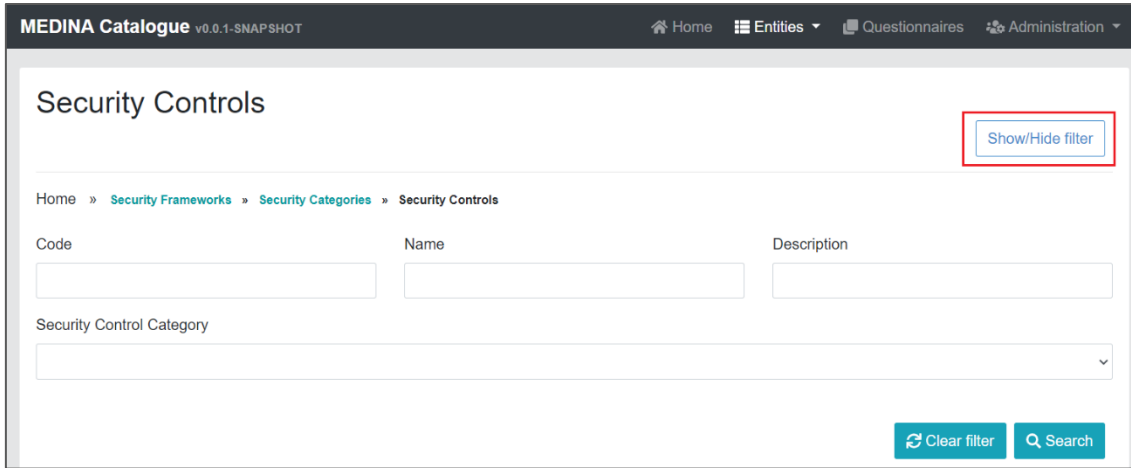 MEDINA Catalogue v0.0.1-SNAPSHOT Home Entities Questionnaires Administration
Security Controls
Show/Hide filter
Home » Security Frameworks » Security Categories » Security Controls
Code Name Description
Security Control Category
Clear filter Search